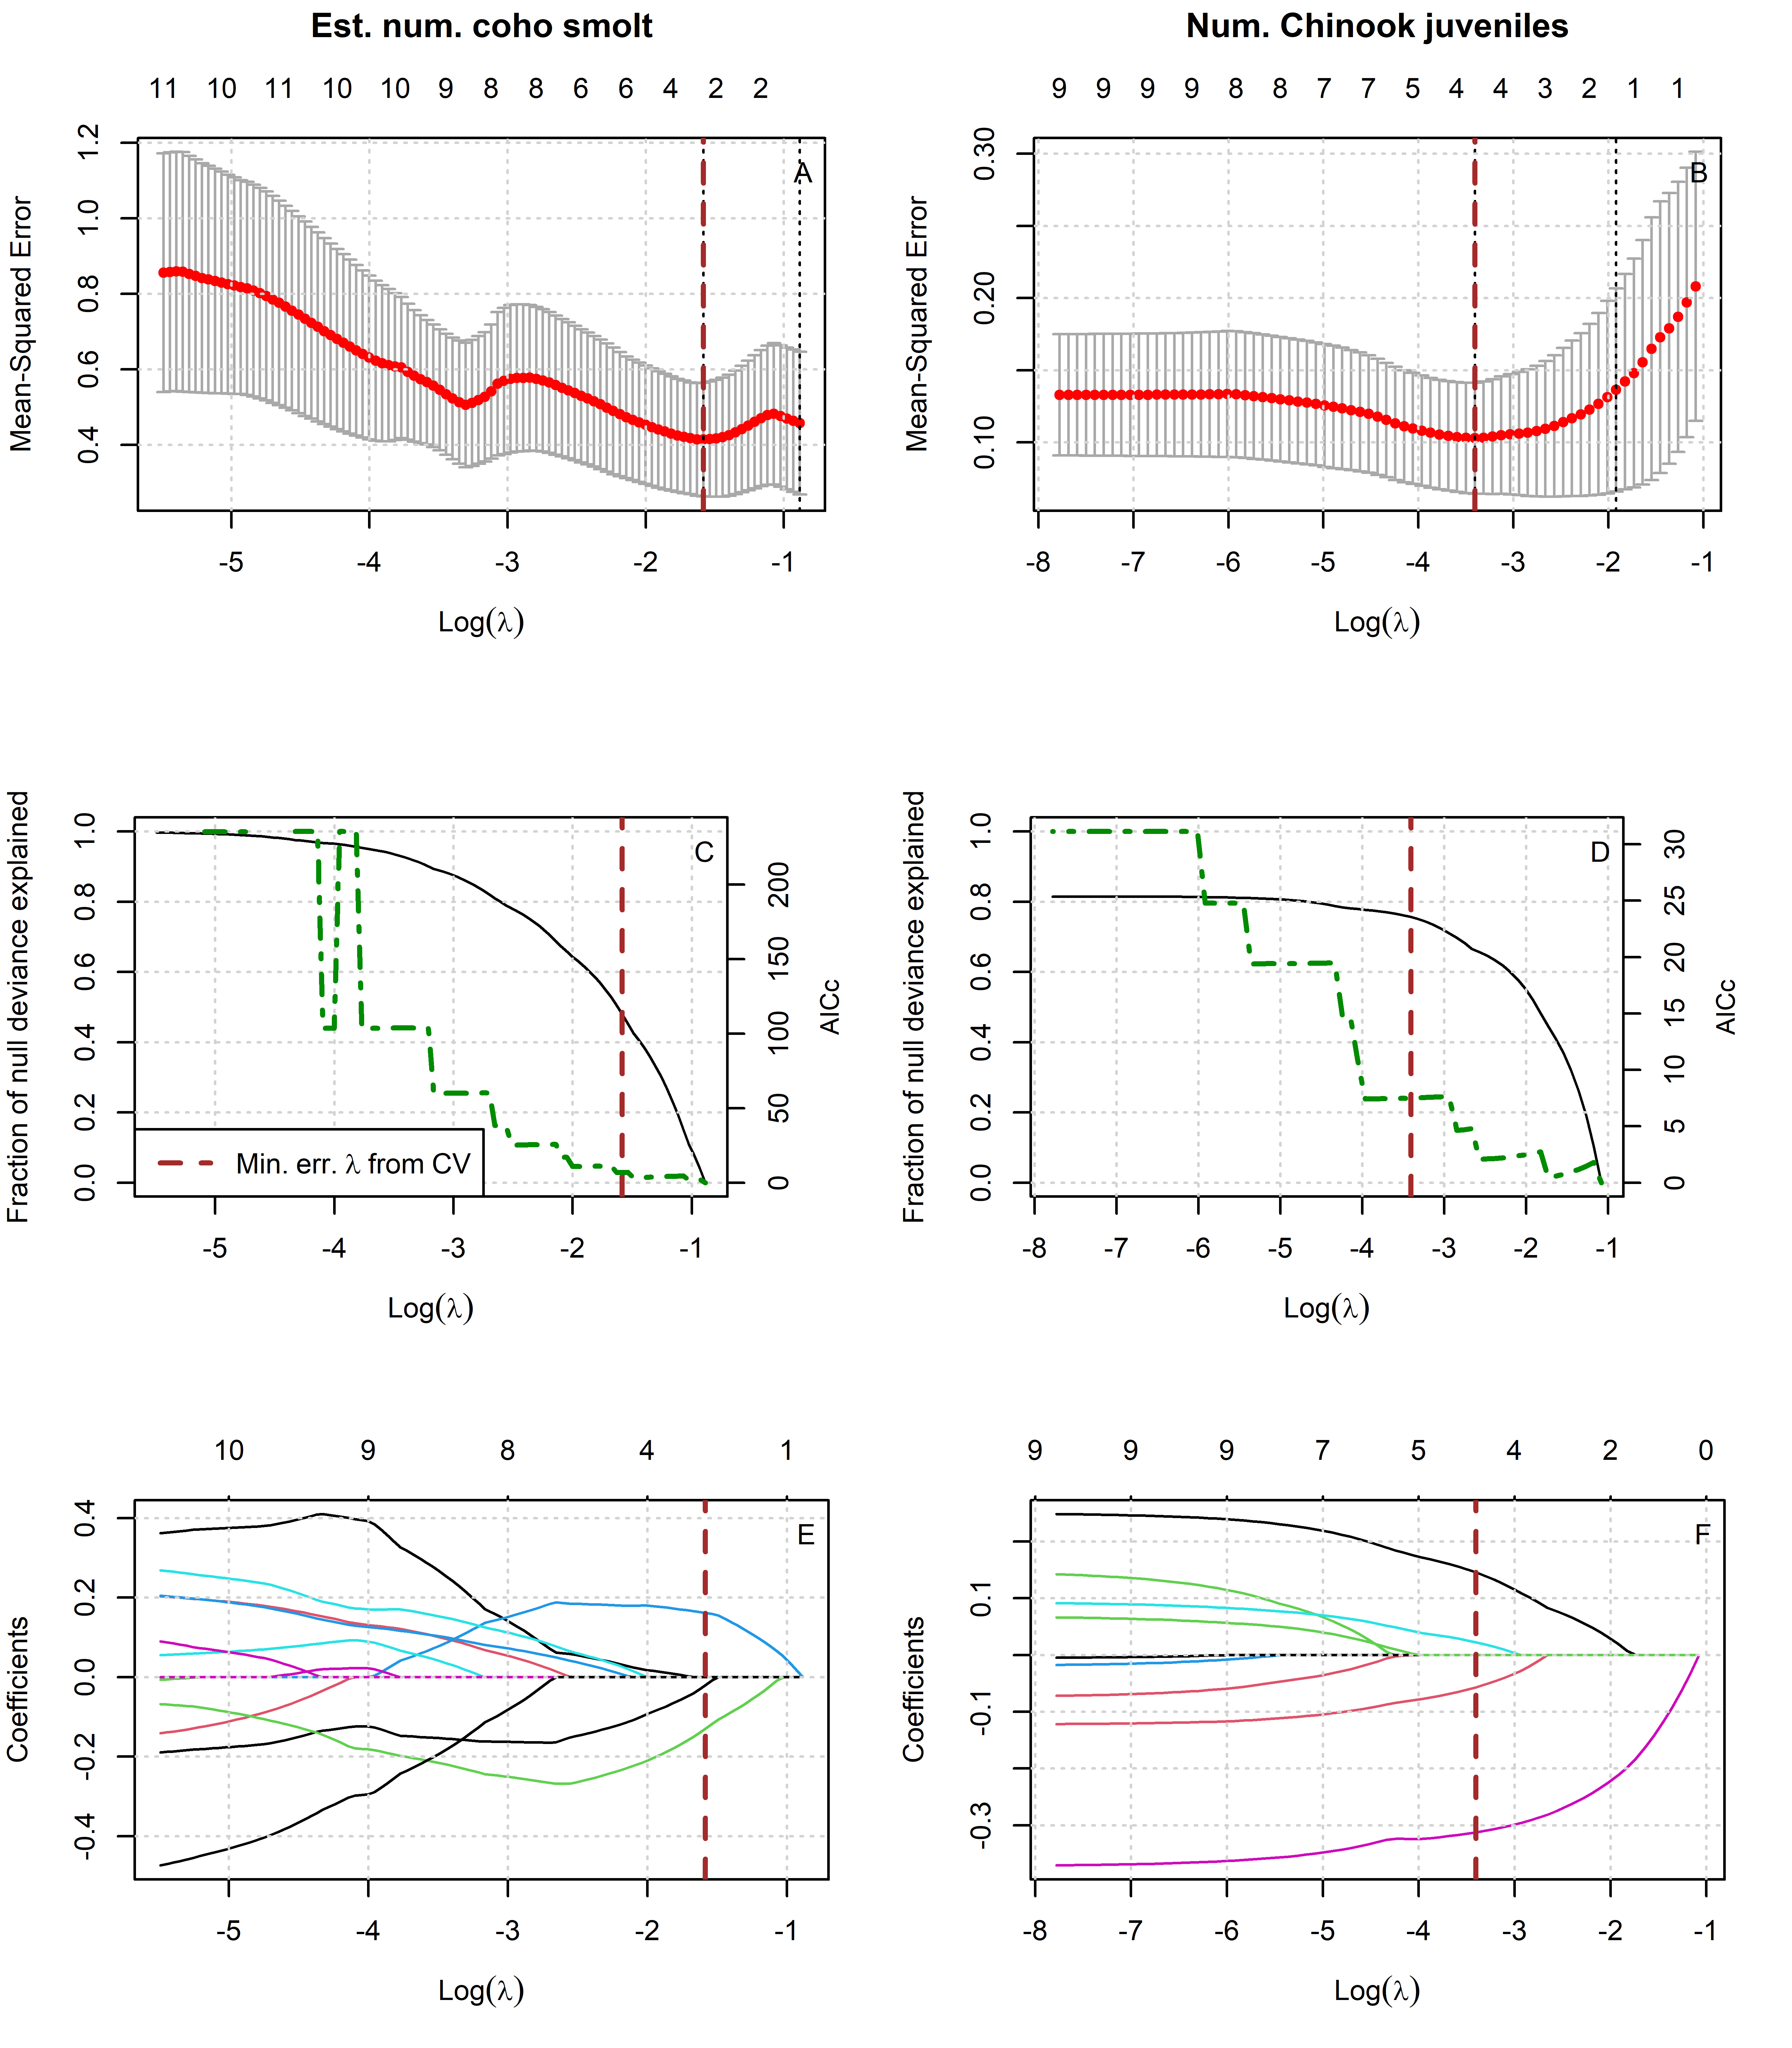 Est. num. coho smolt
Num. Chinook juveniles
11 10 11 10 10 9 8 8 6 6 4 2 2
9 9 9 9 8 8 7 7 5 4 4 3 2 1 1
A
B
Mean-Squared Error
0.4 0.6 0.8 1.0 1.2
Mean-Squared Error
0.10 0.20 0.30
-5 -4 -3 -2 -1
-8 -7 -6 -5 -4 -3 -2 -1
Log(λ)
Log(λ)
C
D
Fraction of null deviance explained
0.0 0.2 0.4 0.6 0.8 1.0
0 50 100 150 200
AICc
Fraction of null deviance explained
0.0 0.2 0.4 0.6 0.8 1.0
0 5 10 15 20 25 30
AICc
Min. err. λ from CV
-5 -4 -3 -2 -1
-8 -7 -6 -5 -4 -3 -2 -1
Log(λ)
Log(λ)
10 9 8 4 1
9 9 9 7 5 4 2 0
E
F
Coefficients
-0.4 -0.2 0.0 0.2 0.4
Coefficients
-0.3 -0.1 0.1
-5 -4 -3 -2 -1
-8 -7 -6 -5 -4 -3 -2 -1
Log(λ)
Log(λ)